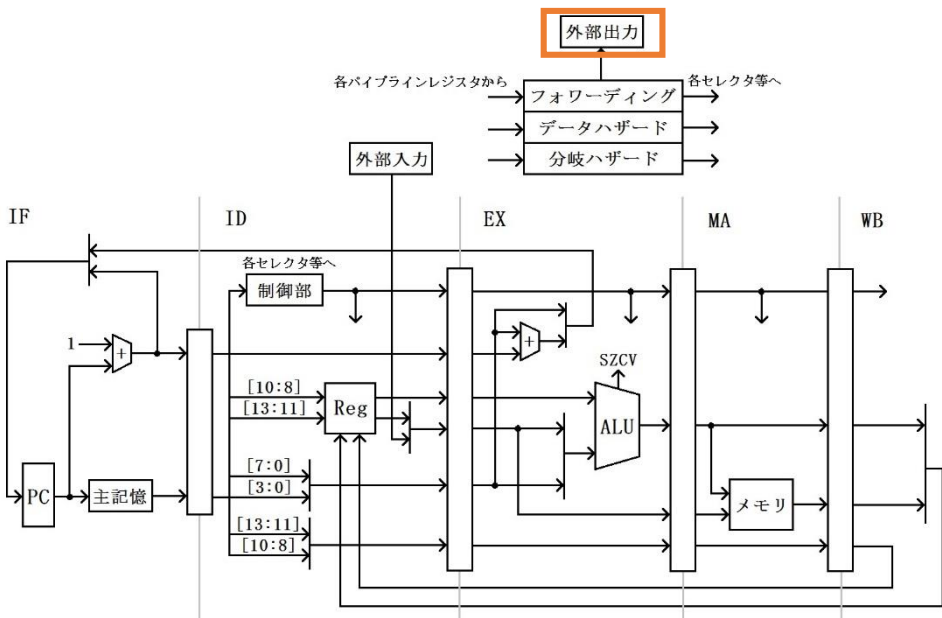 外部出力
各パイプラインレジスタから
各セレクタ等へ
フォワーディング
データハザード
分岐ハザード
外部入力
IF
ID
EX
MA
WB
各セレクタ等へ
制御部
1
+
+
SZCV
[10:8]
[13:11]
Reg
ALU
[7:0]
[3:0]
PC
主記憶
メモリ
[13:11]
[10:8]